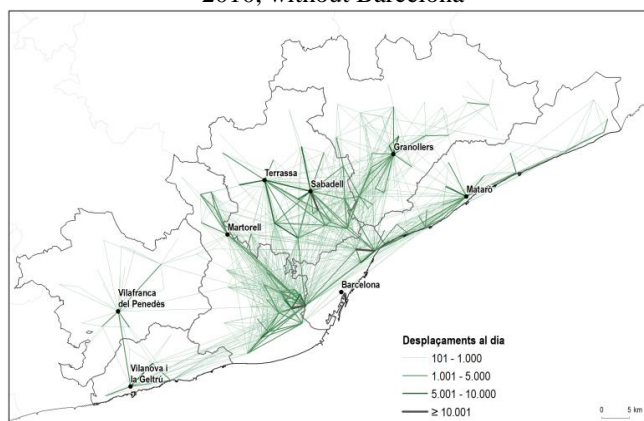 2010, without Barcelona
Granollers
Terrassa
Sabadell
Mataró
Martorell
Barcelona
Vilafranca
del Penedès
Vilanova i
la Geltrú
Desplaçaments al dia
101 - 1.000
1.001 - 5.000
5.001 - 10.000
≥ 10.001
0 5 km